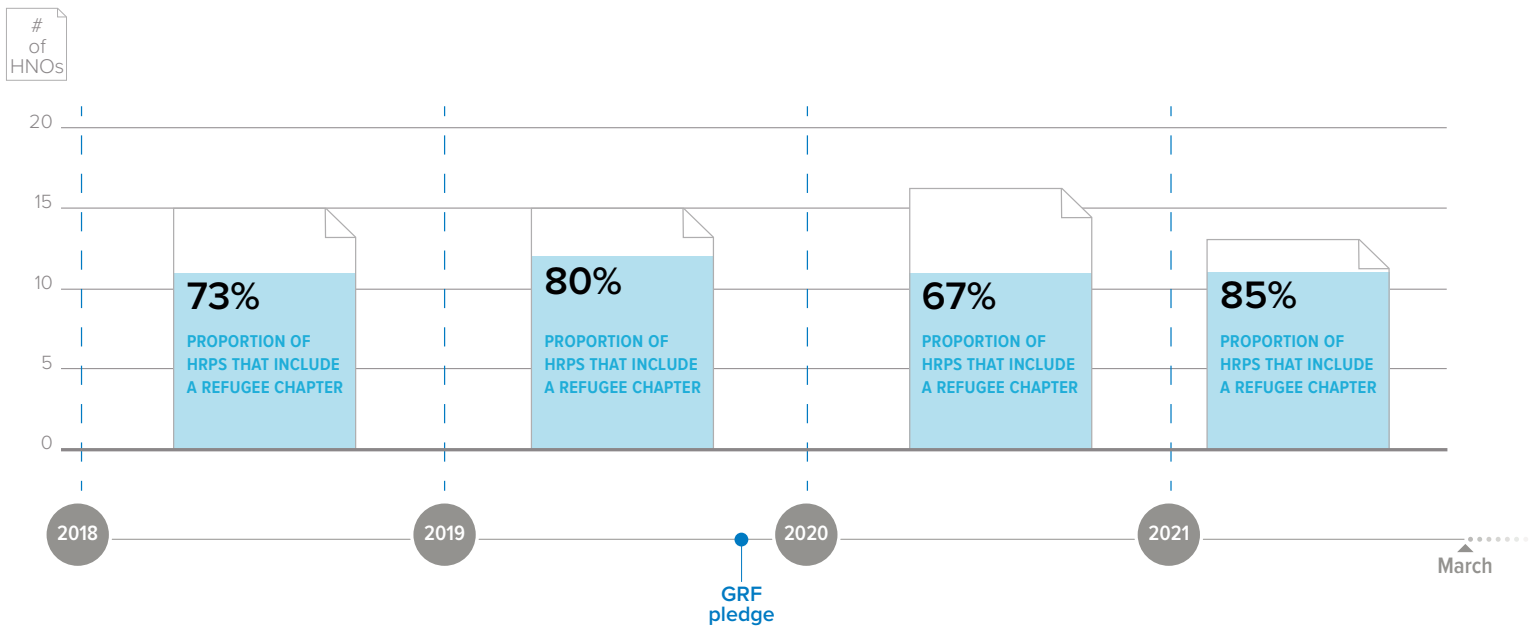 #
of
HNOs
20
15
10
5
0
73%
PROPORTION OF
HRPS THAT INCLUDE
A REFUGEE CHAPTER
80%
PROPORTION OF
HRPS THAT INCLUDE
A REFUGEE CHAPTER
67%
PROPORTION OF
HRPS THAT INCLUDE
A REFUGEE CHAPTER
85%
PROPORTION OF
HRPS THAT INCLUDE
A REFUGEE CHAPTER
2018
2019
2020
2021
March
GRF
pledge